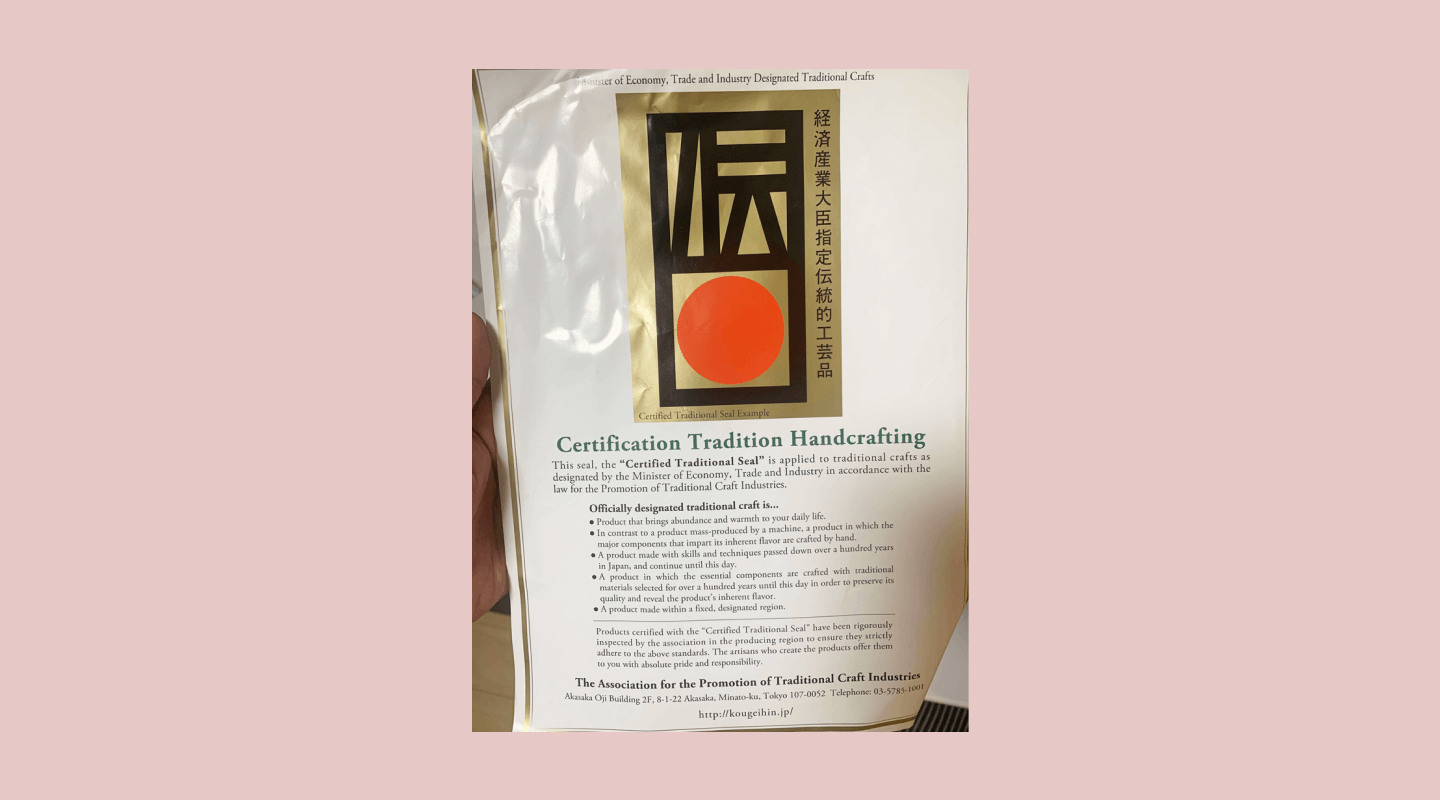 Minister of Economy, Trade and Industry Designated Traditional Crafts
伝
経済産業大臣指定伝統的工芸品
Certified Traditional Seal Example
Certification Tradition Handcrafting
This seal, the “Certified Traditional Seal” is applied to traditional crafts as
designated by the Minister of Economy, Trade and Industry in accordance with the
law for the Promotion of Traditional Craft Industries.
Officially designated traditional craft is...
● Product that brings abundance and warmth to your daily life.
● In contrast to a product mass-produced by a machine, a product in which the
major components that impart its inherent flavor are crafted by hand.
● A product made with skills and techniques passed down over a hundred years
in Japan, and continue until this day.
● A product in which the essential components are crafted with traditional
materials selected for over a hundred years until this day in order to preserve its
quality and reveal the product's inherent flavor.
● A product made within a fixed, designated region.
Products certified with the “Certified Traditional Seal” have been rigorously
inspected by the association in the producing region to ensure they strictly
adhere to the above standards. The artisans who create the products offer them
to you with absolute pride and responsibility.
The Association for the Promotion of Traditional Craft Industries
Akasaka Oji Building 2F, 8-1-22 Akasaka, Minato-ku, Tokyo 107-0052 Telephone: 03-5785-1001
http://kougeihin.jp/